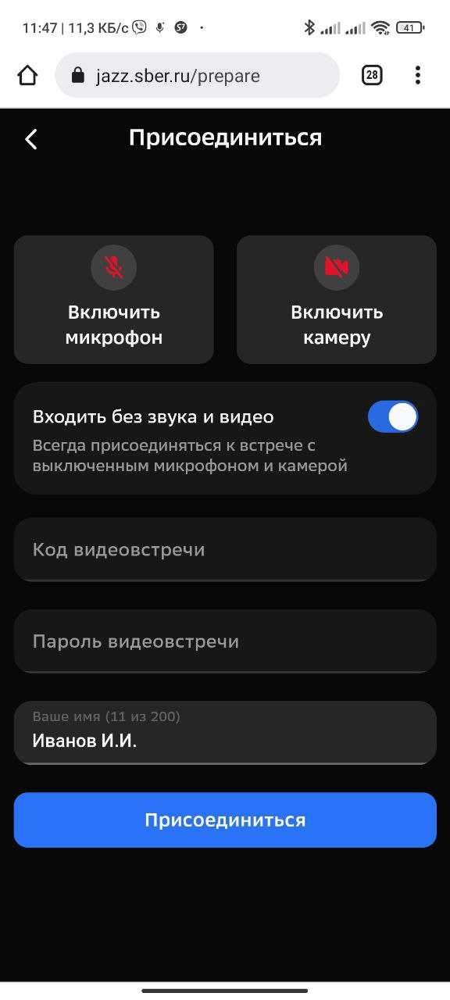 11:47 | 11,3 КБ/с
41
jazz.sber.ru/prepare
28
Присоединиться
Включить
микрофон
Включить
камеру
Входить без звука и видео
Всегда присоединяться к встрече с
выключенным микрофоном и камерой
Код видеовстречи
Пароль видеовстречи
Ваше имя (11 из 200)
Иванов И.И.
Присоединиться